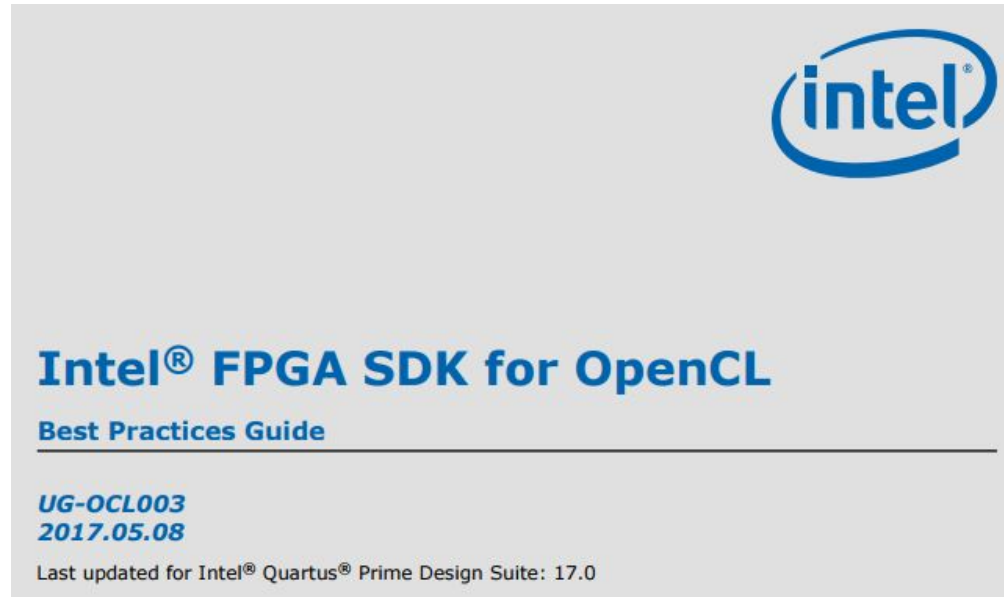 intel®
Intel® FPGA SDK for OpenCL
Best Practices Guide
UG-OCL003
2017.05.08
Last updated for Intel® Quartus® Prime Design Suite: 17.0